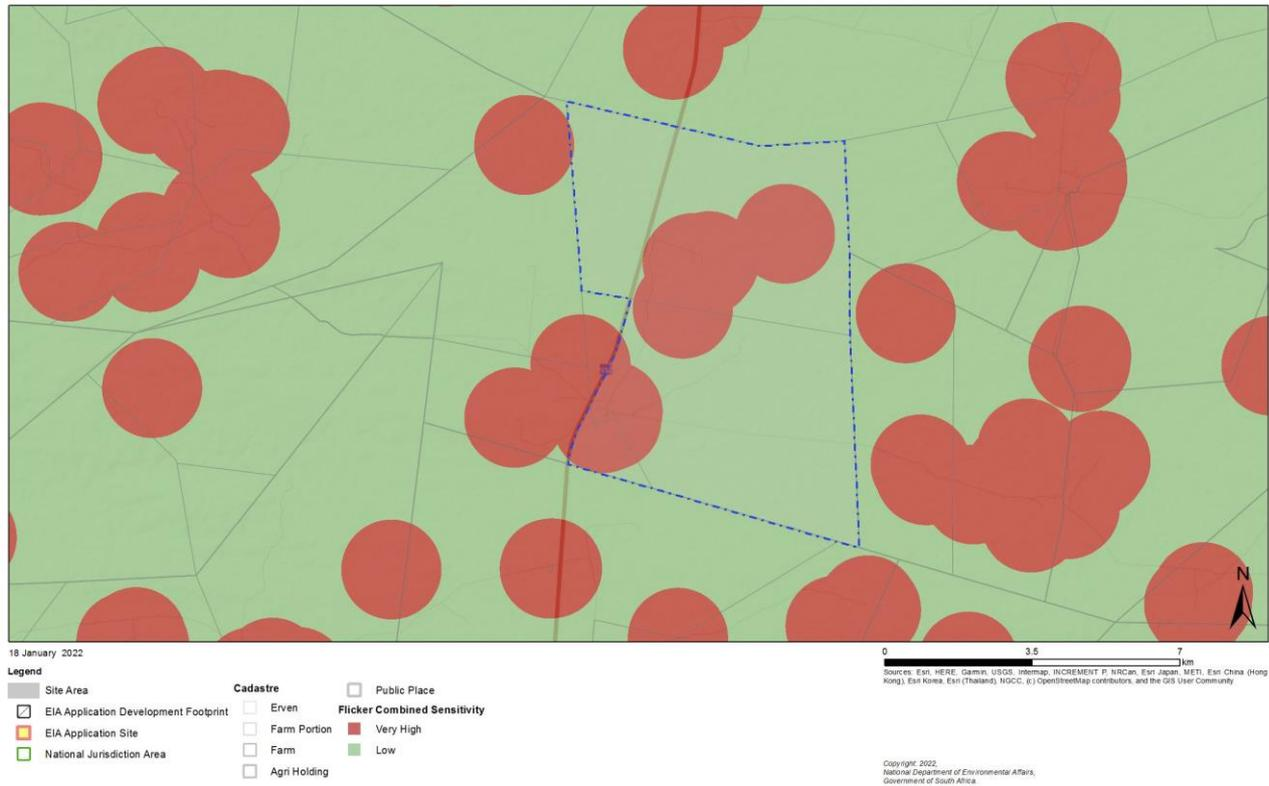 N
18 January 2022
0 3.5 7
km
Sources: Esri, HERE, Garmin, USGS, Intermap, INCREMENT P, NRCan, Esri Japan, METI, Esri China (Hong
Kong), Esri Korea, Esri (Thailand), NGCC, (c) OpenStreetMap contributors, and the GIS User Community
Legend
Site Area
EIA Application Development Footprint
EIA Application Site
National Jurisdiction Area
Cadastre
Erven
Farm Portion
Farm
Agri Holding
Public Place
Flicker Combined Sensitivity
Very High
Low
Copyright: 2022,
National Department of Environmental Affairs,
Government of South Africa.